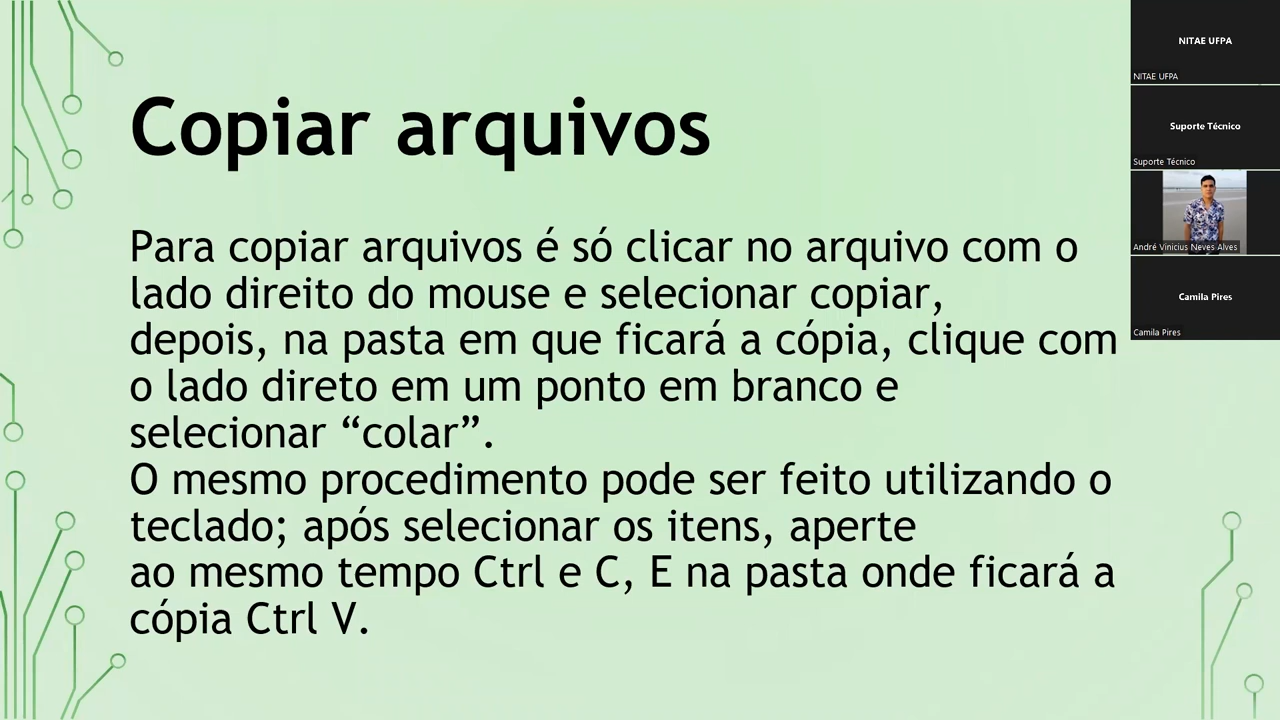 Copiar arquivos
Para copiar arquivos é só clicar no arquivo com o
lado direito do mouse e selecionar copiar,
depois, na pasta em que ficará a cópia, clique com
o lado direto em um ponto em branco e
selecionar “colar”.
O mesmo procedimento pode ser feito utilizando o
teclado; após selecionar os itens, aperte
ao mesmo tempo Ctrl e C, E na pasta onde ficará a
cópia Ctrl V.
NITAE UFPA
NITAE UFPA
Suporte Técnico
Suporte Técnico
André Vinicius Neves Alves
Camila Pires
Camila Pires